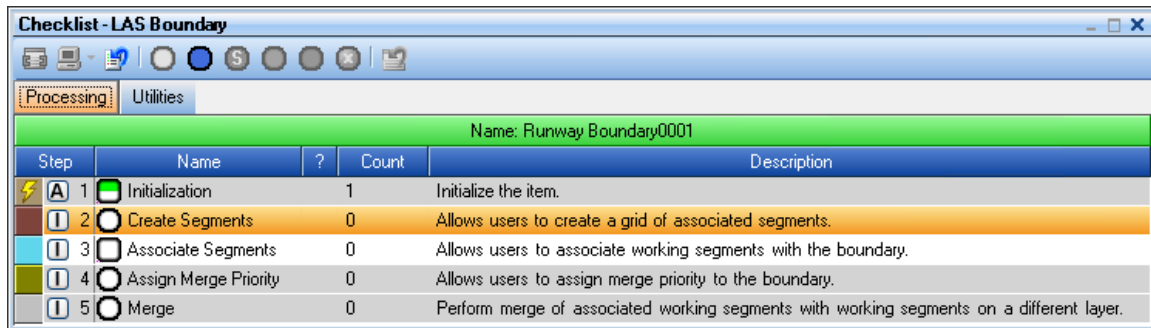 Checklist - LAS Boundary
S
Processing Utilities
Name: Runway Boundary0001
Step Name ? Count Description
A 1 Initialization 1 Initialize the item.
I 2 Create Segments 0 Allows users to create a grid of associated segments.
I 3 Associate Segments 0 Allows users to associate working segments with the boundary.
I 4 Assign Merge Priority 0 Allows users to assign merge priority to the boundary.
I 5 Merge 0 Perform merge of associated working segments with working segments on a different layer.